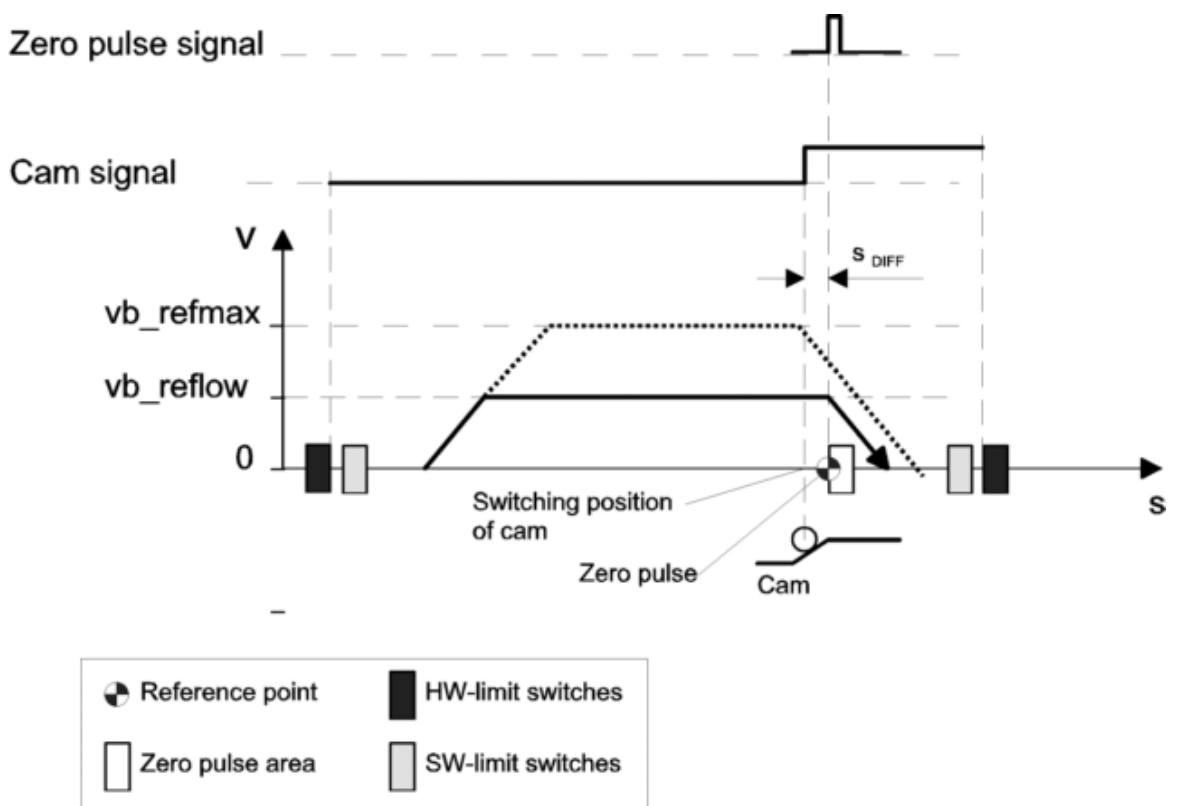 Zero pulse signal
Cam signal
V
S DIFF
vb_refmax
vb_reflow
0
Switching position
of cam
s
Zero pulse
Cam
Reference point
HW-limit switches
Zero pulse area
SW-limit switches